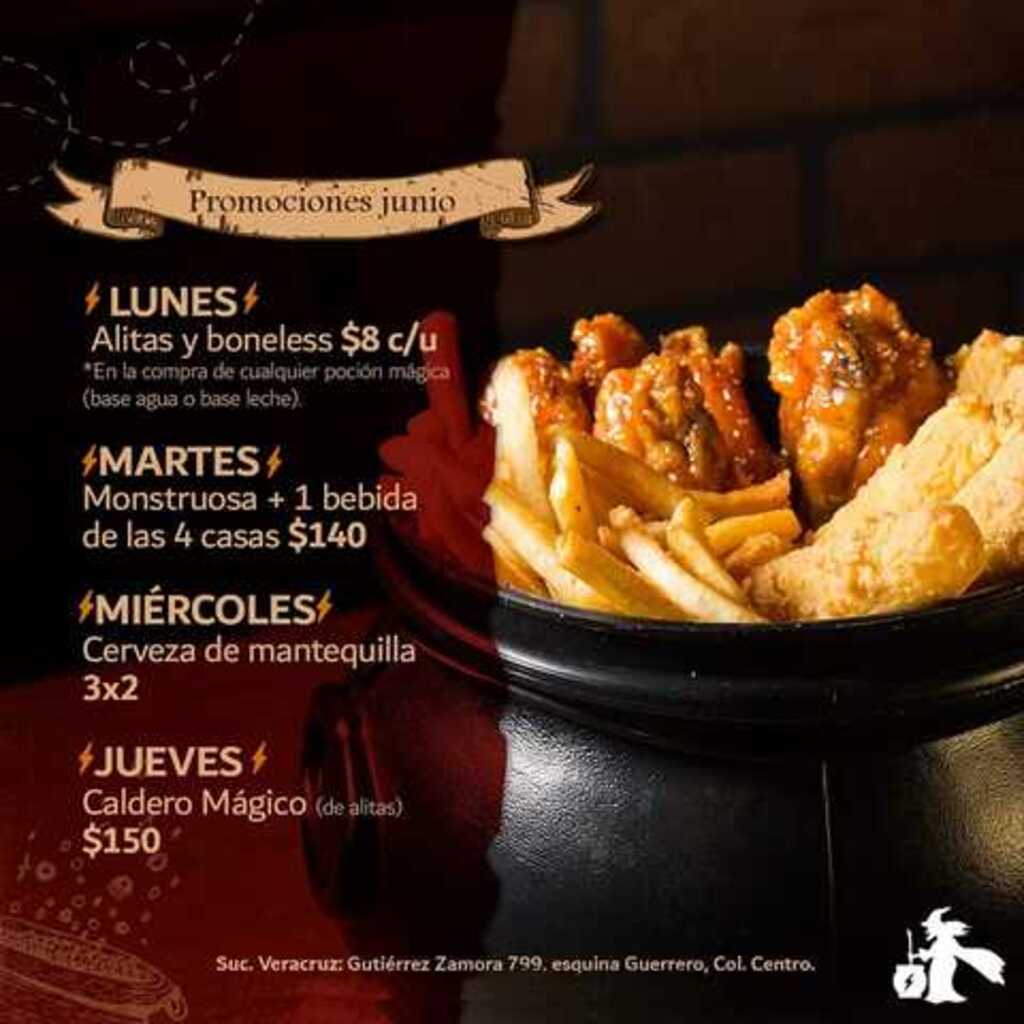 Promociones junio
LUNES
Alitas y boneless $8 c/u
*En la compra de cualquier poción mágica
(base agua o base leche).
MARTES
Monstruosa + 1 bebida
de las 4 casas $140
MIÉRCOLES
Cerveza de mantequilla
3x2
JUEVES
Caldero Mágico (de alitas)
$150
Suc. Veracruz: Gutiérrez Zamora 799. esquina Guerrero, Col. Centro.